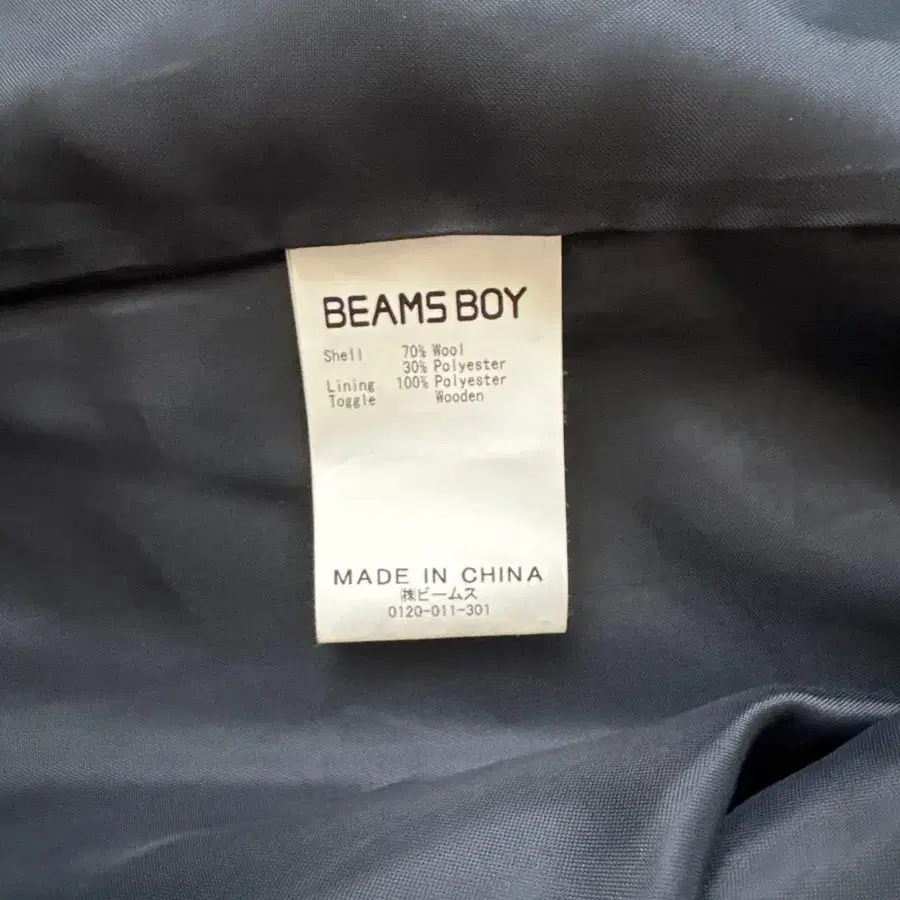 BEAMS BOY
Shell 70% Wool
30% Polyester
Lining 100% Polyester
Toggle Wooden
MADE IN CHINA
㈱ビームス
0120-011-301